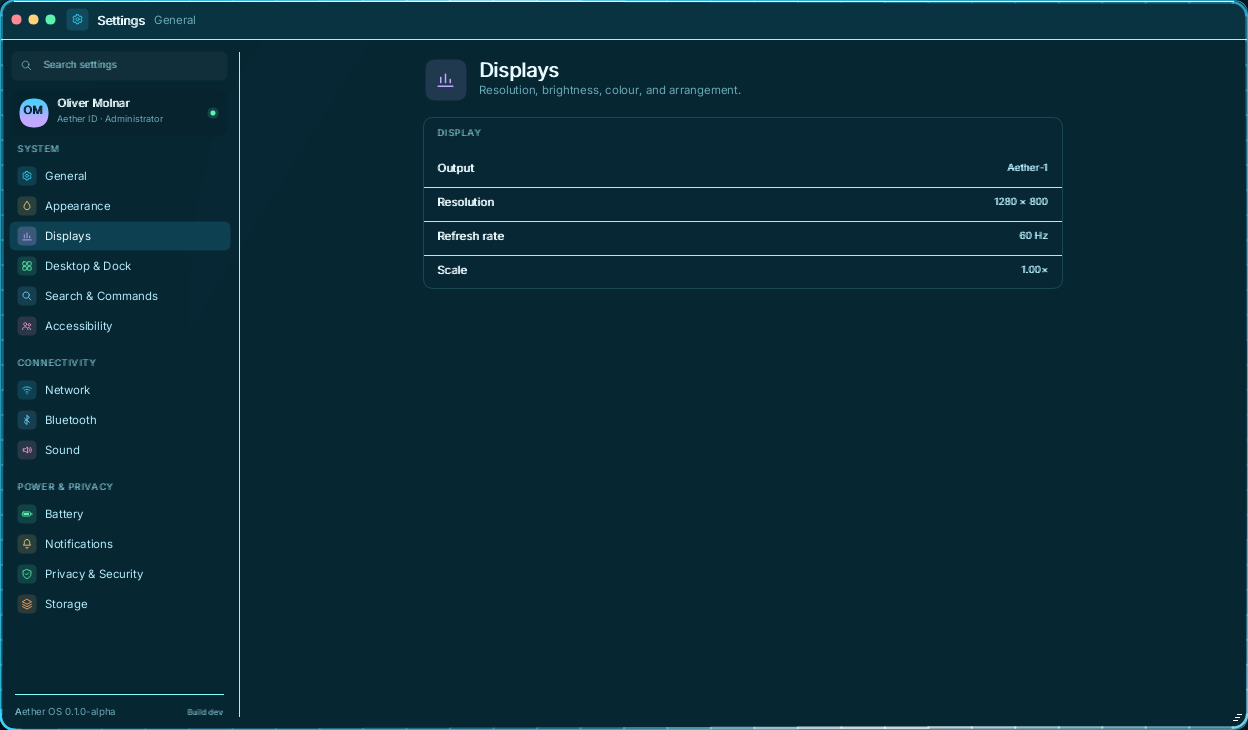 Settings General
Search settings
OM
Oliver Molnar
Aether ID · Administrator
SYSTEM
General
Appearance
Displays
Desktop & Dock
Search & Commands
Accessibility
CONNECTIVITY
Network
Bluetooth
Sound
POWER & PRIVACY
Battery
Notifications
Privacy & Security
Storage
Aether OS 0.1.0-alpha
Build dev
Displays
Resolution, brightness, colour, and arrangement.
DISPLAY
Output Aether-1
Resolution 1280 × 800
Refresh rate 60 Hz
Scale 1.00×